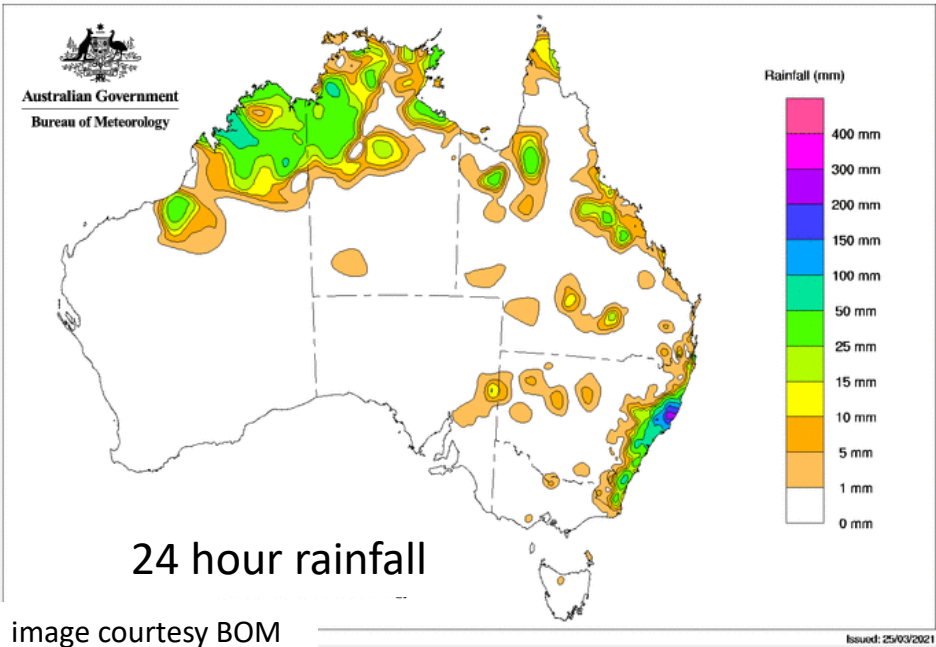 Australian Government
Bureau of Meteorology
Rainfall (mm)
400 mm
300 mm
200 mm
150 mm
100 mm
50 mm
25 mm
15 mm
10 mm
5 mm
1 mm
0 mm
24 hour rainfall
image courtesy BOM
Issued: 25/03/2021